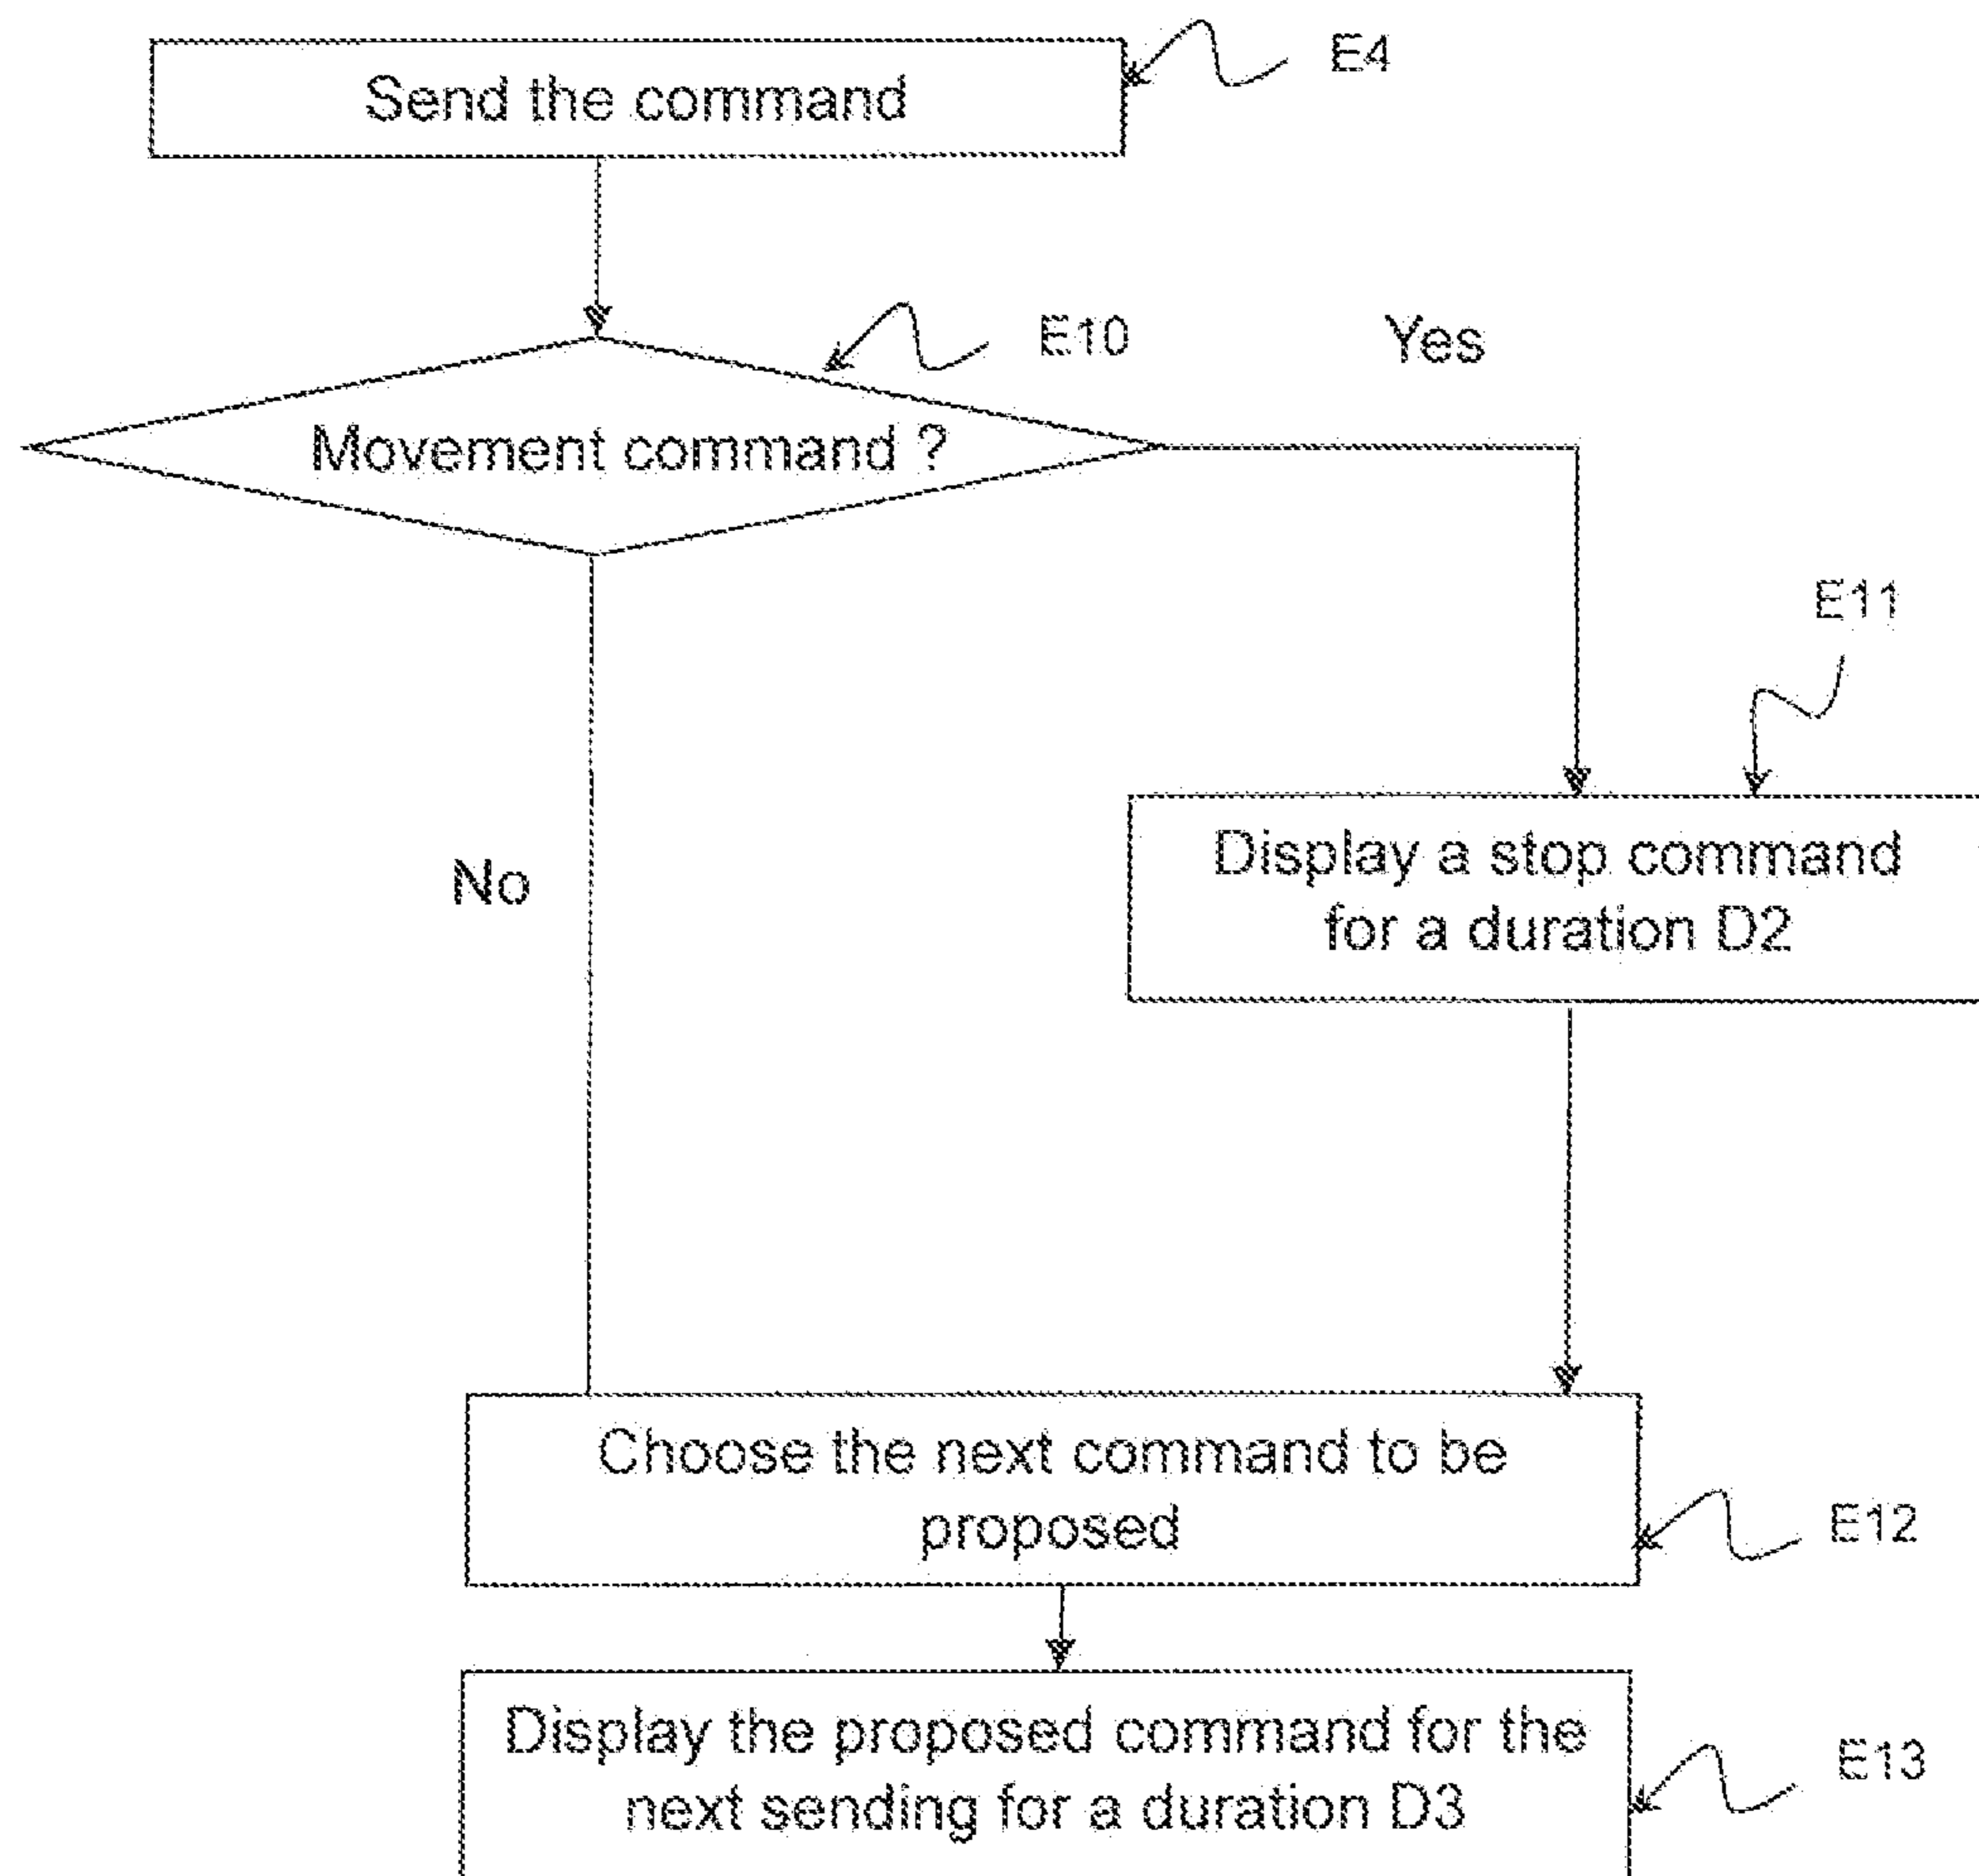 Send the command
E4
E10
Yes
Movement command ?
E11
No
Display a stop command
for a duration D2
Choose the next command to be
proposed
E12
Display the proposed command for the
next sending for a duration D3
E13